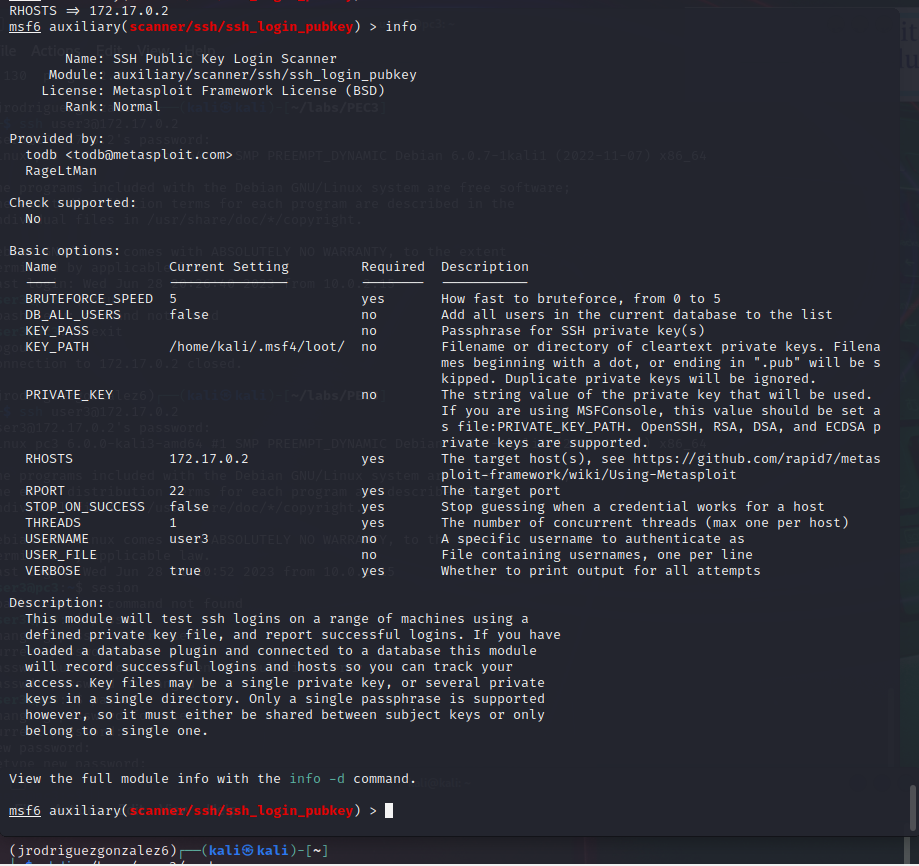 RHOSTS => 172.17.0.2
msf6 auxiliary(scanner/ssh/ssh_login_pubkey) > info
Name: SSH Public Key Login Scanner
Module: auxiliary/scanner/ssh/ssh_login_pubkey
License: Metasploit Framework License (BSD)
Rank: Normal
Provided by:
todb <todb@metasploit.com>
RageLtMan
Check supported:
No
Basic options:
Name Current Setting Required Description
BRUTEFORCE_SPEED 5 yes How fast to bruteforce, from 0 to 5
DB_ALL_USERS false no Add all users in the current database to the list
KEY_PASS no Passphrase for SSH private key(s)
KEY_PATH /home/kali/.msf4/loot/ no Filename or directory of cleartext private keys. Filena
mes beginning with a dot, or ending in ".pub" will be s
kipped. Duplicate private keys will be ignored.
PRIVATE_KEY no The string value of the private key that will be used.
If you are using MSFConsole, this value should be set a
s file:PRIVATE_KEY_PATH. OpenSSH, RSA, DSA, and ECDSA p
rivate keys are supported.
RHOSTS 172.17.0.2 yes The target host(s), see https://github.com/rapid7/metas
ploit-framework/wiki/Using-Metasploit
RPORT 22 yes The target port
STOP_ON_SUCCESS false yes Stop guessing when a credential works for a host
THREADS 1 yes The number of concurrent threads (max one per host)
USERNAME user3 no A specific username to authenticate as
USER_FILE no File containing usernames, one per line
VERBOSE true yes Whether to print output for all attempts
Description:
This module will test ssh logins on a range of machines using a
defined private key file, and report successful logins. If you have
loaded a database plugin and connected to a database this module
will record successful logins and hosts so you can track your
access. Key files may be a single private key, or several private
keys in a single directory. Only a single passphrase is supported
however, so it must either be shared between subject keys or only
belong to a single one.
View the full module info with the info -d command.
msf6 auxiliary(scanner/ssh/ssh_login_pubkey) >
(jrodriguezgonzalez6)┌──(kali㉿kali)-[~]